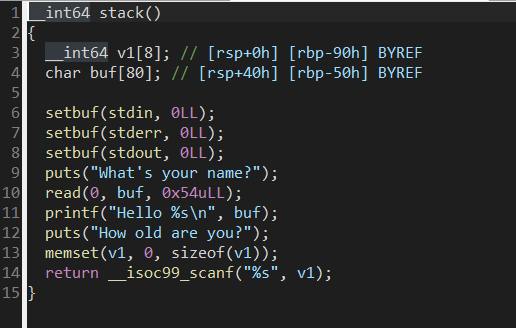 1 __int64 stack()
2 {
3 __int64 v1[8]; // [rsp+0h] [rbp-90h] BYREF
4 char buf[80]; // [rsp+40h] [rbp-50h] BYREF
5
6 setbuf(stdin, 0LL);
7 setbuf(stderr, 0LL);
8 setbuf(stdout, 0LL);
9 puts("What's your name?");
10 read(0, buf, 0x54uLL);
11 printf("Hello %s\n", buf);
12 puts("How old are you?");
13 memset(v1, 0, sizeof(v1));
14 return __isoc99_scanf("%s", v1);
15 }